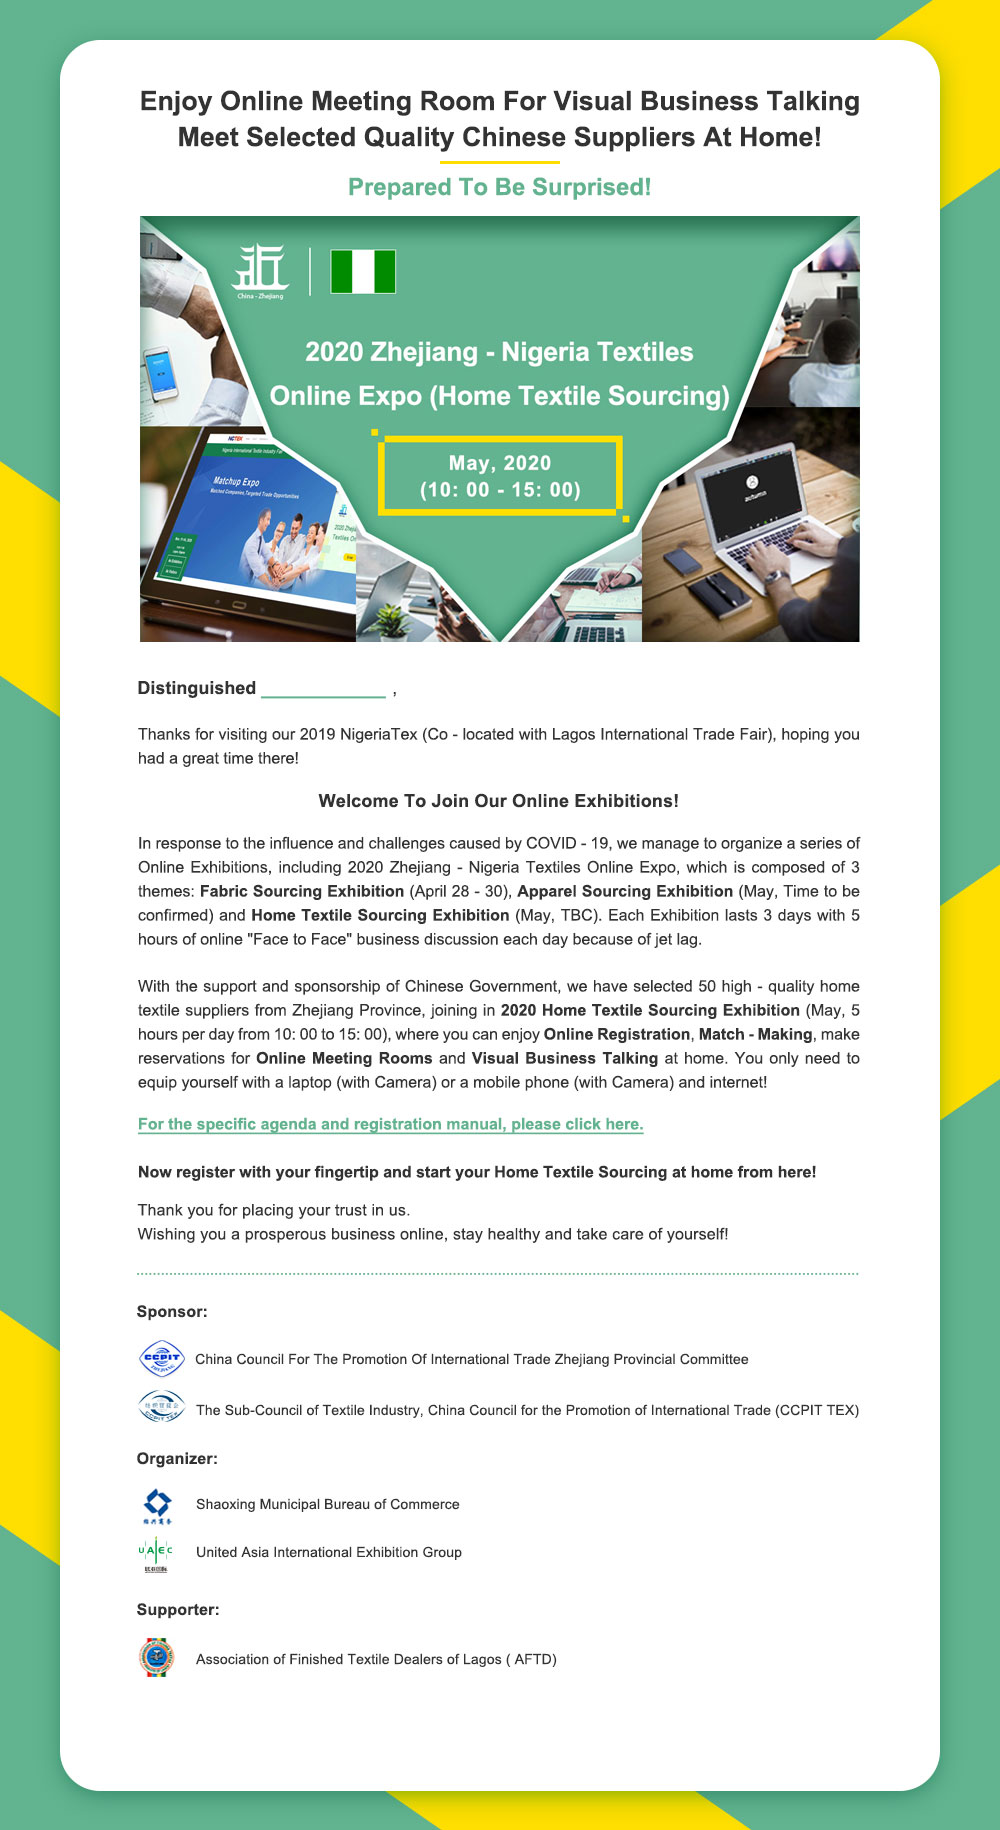 Enjoy Online Meeting Room For Visual Business Talking
Meet Selected Quality Chinese Suppliers At Home!
Prepared To Be Surprised!
China - Zhejiang
2020 Zhejiang - Nigeria Textiles
Online Expo (Home Textile Sourcing)
May, 2020
(10: 00 - 15: 00)
Nigeria International Textile Industry Fair
Matchup Expo
Matched Companies,Targeted Trade Opportunities
Distinguished ,
Thanks for visiting our 2019 NigeriaTex (Co - located with Lagos International Trade Fair), hoping you
had a great time there!
Welcome To Join Our Online Exhibitions!
In response to the influence and challenges caused by COVID - 19, we manage to organize a series of
Online Exhibitions, including 2020 Zhejiang - Nigeria Textiles Online Expo, which is composed of 3
themes: Fabric Sourcing Exhibition (April 28 - 30), Apparel Sourcing Exhibition (May, Time to be
confirmed) and Home Textile Sourcing Exhibition (May, TBC). Each Exhibition lasts 3 days with 5
hours of online "Face to Face" business discussion each day because of jet lag.
With the support and sponsorship of Chinese Government, we have selected 50 high - quality home
textile suppliers from Zhejiang Province, joining in 2020 Home Textile Sourcing Exhibition (May, 5
hours per day from 10: 00 to 15: 00), where you can enjoy Online Registration, Match - Making, make
reservations for Online Meeting Rooms and Visual Business Talking at home. You only need to
equip yourself with a laptop (with Camera) or a mobile phone (with Camera) and internet!
For the specific agenda and registration manual, please click here.
Now register with your fingertip and start your Home Textile Sourcing at home from here!
Thank you for placing your trust in us.
Wishing you a prosperous business online, stay healthy and take care of yourself!
Sponsor:
CCPIT
ZHEJIANG
China Council For The Promotion Of International Trade Zhejiang Provincial Committee
CCPIT TEX
The Sub-Council of Textile Industry, China Council for the Promotion of International Trade (CCPIT TEX)
Organizer:
Shaoxing Municipal Bureau of Commerce
UAEC
United Asia International Exhibition Group
Supporter:
Association of Finished Textile Dealers of Lagos ( AFTD)